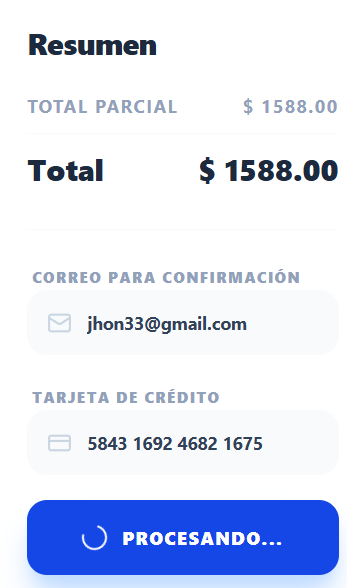 Resumen
TOTAL PARCIAL $ 1588.00
Total $ 1588.00
CORREO PARA CONFIRMACIÓN
jhon33@gmail.com
TARJETA DE CRÉDITO
5843 1692 4682 1675
PROCESANDO...